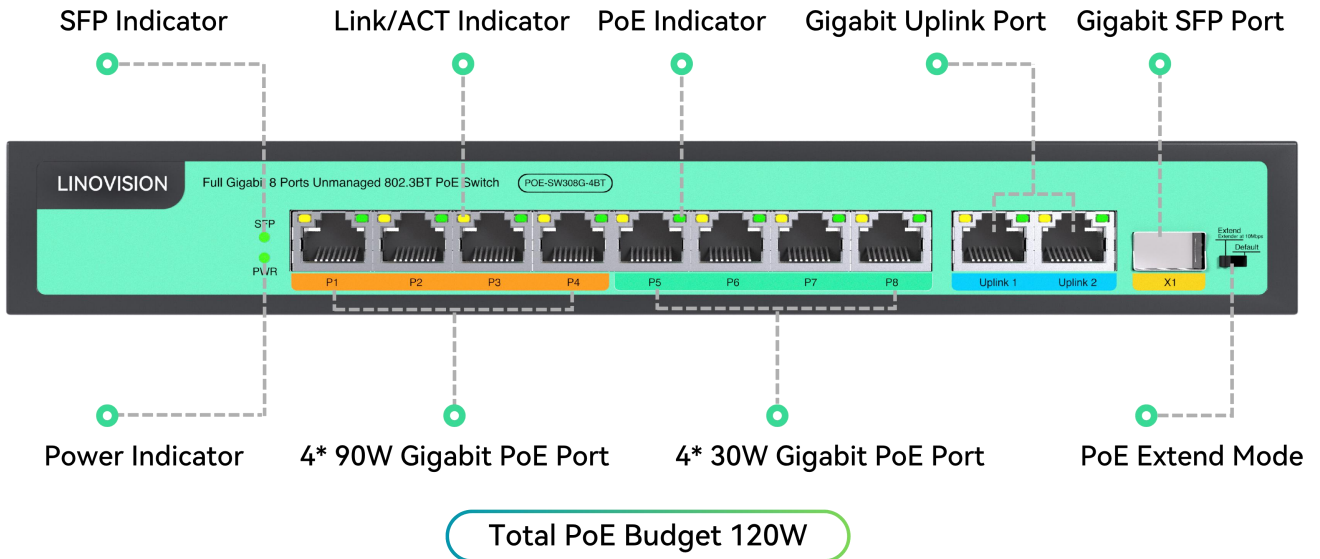 SFP Indicator
Link/ACT Indicator
PoE Indicator
Gigabit Uplink Port
Gigabit SFP Port
LINOVISION
Full Gigabit 8 Ports Unmanaged 802.3BT PoE Switch
POE-SW308G-4BT
SFP
PWR
Extend
Extender at 10Mbps
Default
P1
P2
P3
P4
P5
P6
P7
P8
Uplink 1
Uplink 2
X1
Power Indicator
4* 90W Gigabit PoE Port
4* 30W Gigabit PoE Port
PoE Extend Mode
Total PoE Budget 120W